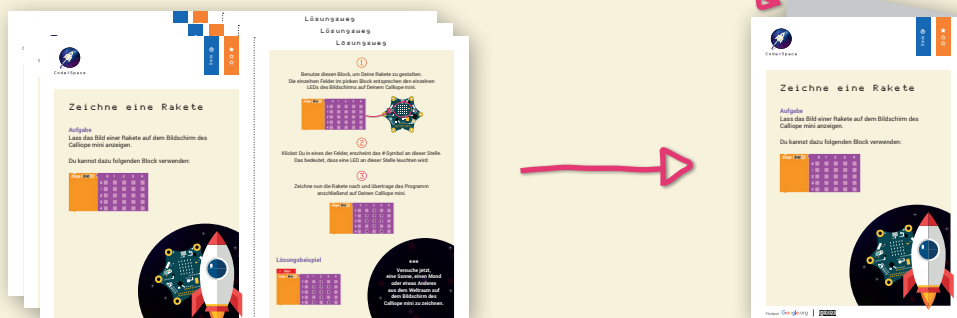 Lösungsweg
Lösungsweg
Lösungsweg
Code4Space
5 min
Zeichne eine Rakete
Aufgabe
Lass das Bild einer Rakete auf dem Bildschirm des
Calliope mini anzeigen.
Du kannst dazu folgenden Block verwenden:
1
Benutze diesen Block, um Deine Rakete zu gestalten.
Die einzelnen Felder im pinken Block entsprechen den einzelnen
LEDs des Bildschirms auf Deinem Calliope mini.
2
Klickst Du in eines der Felder, erscheint das #-Symbol an dieser Stelle.
Das bedeutet, dass eine LED an dieser Stelle leuchten wird.
3
Zeichne nun die Rakete nach und übertrage das Programm
anschließend auf Deinen Calliope mini
Lösungsbeispiel
Versuche jetzt,
eine Sonne, einen Mond
oder etwas Anderes
aus dem Weltraum auf
dem Bildschirm des
Calliope mini zu zeichnen.
Code4Space
5 min
Zeichne eine Rakete
Aufgabe
Lass das Bild einer Rakete auf dem Bildschirm des
Calliope mini anzeigen.
Du kannst dazu folgenden Block verwenden:
Google.org